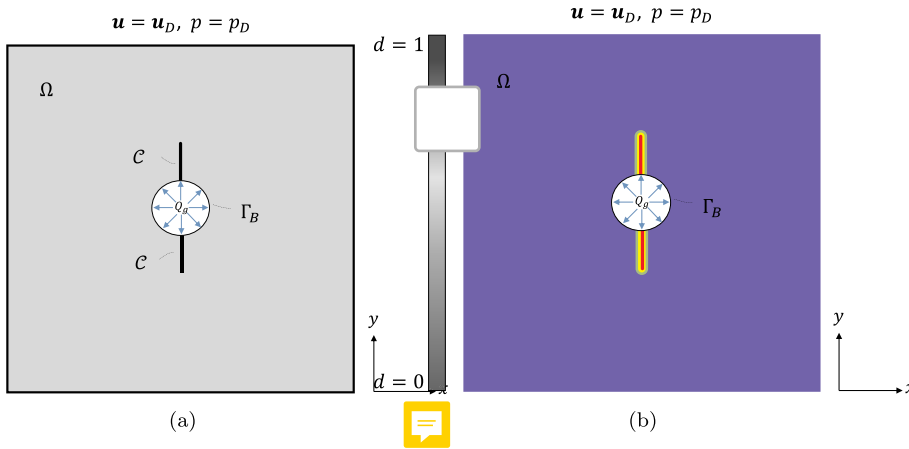 𝒖 = 𝒖_D, p = p_D
Ω
𝒞
Q_g
Γ_B
𝒞
y
x
(a)
d = 1
d = 0
𝒖 = 𝒖_D, p = p_D
Ω
Q_g
Γ_B
y
x
(b)